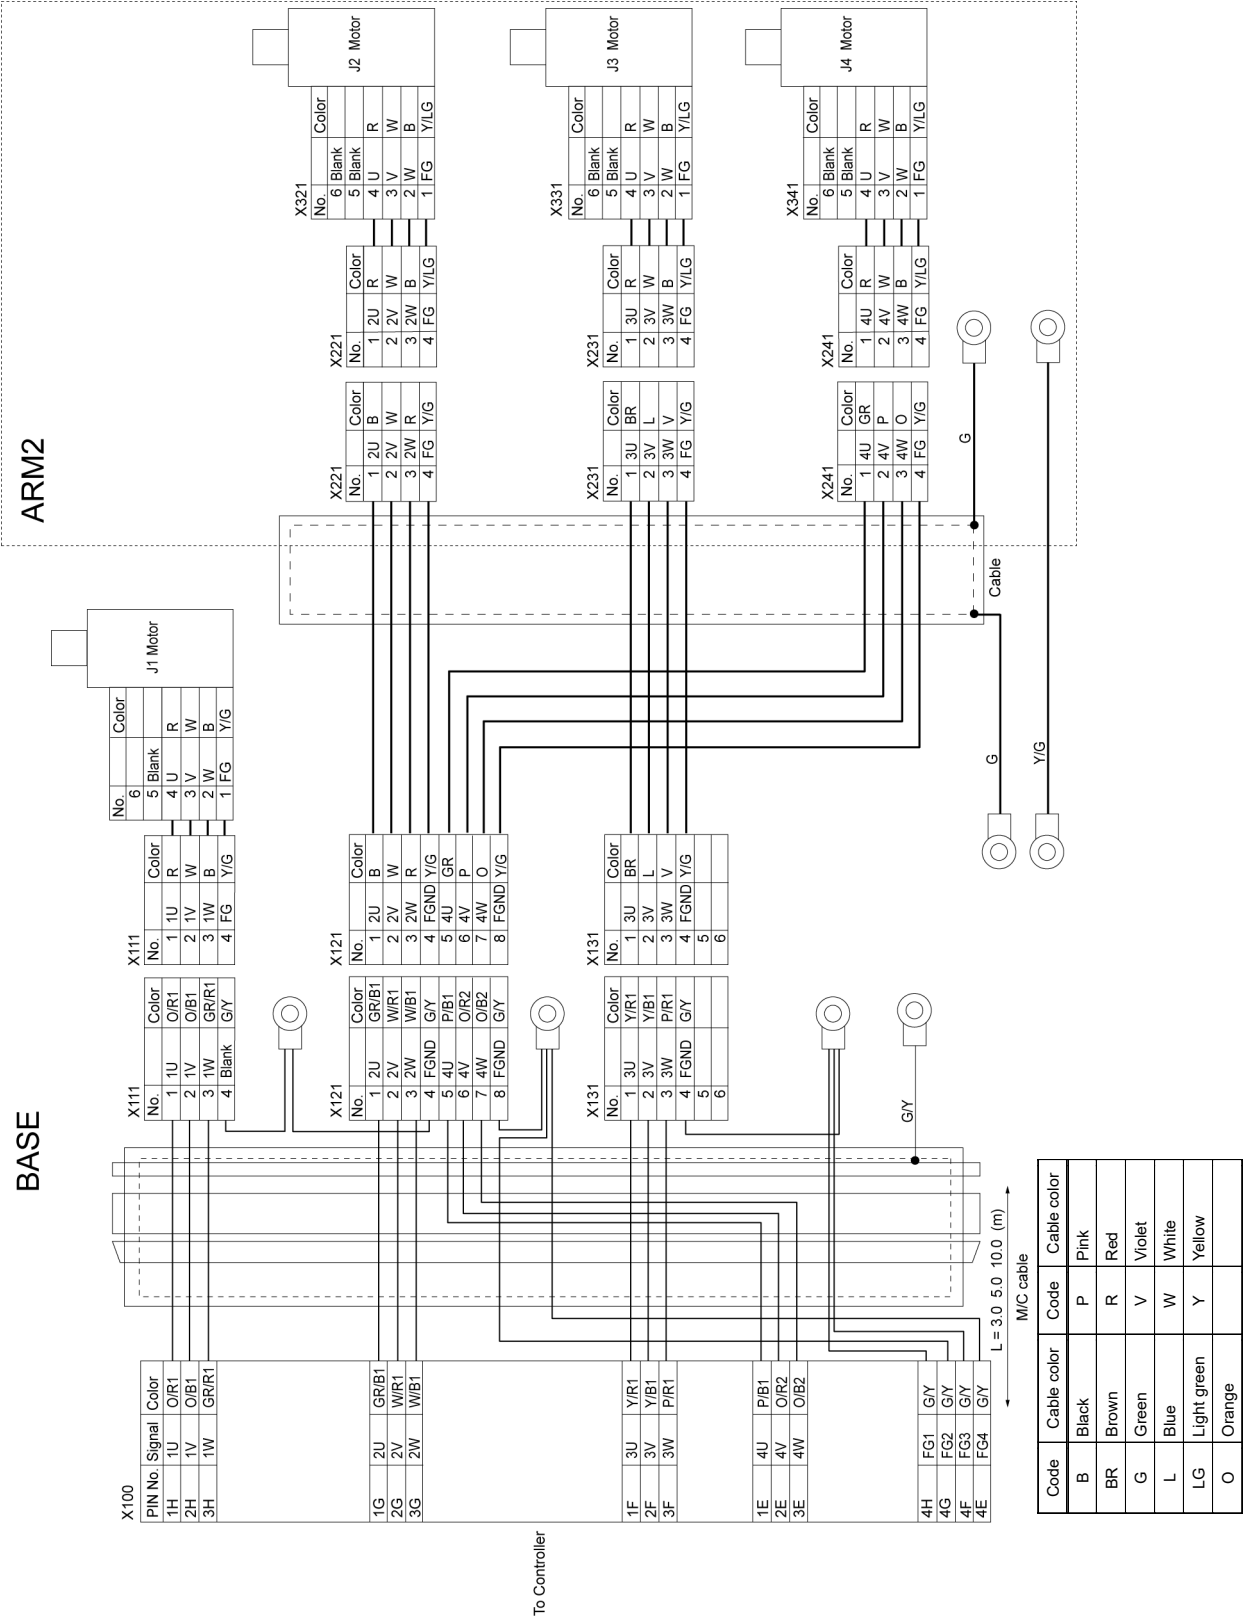 ARM2
BASE
To Controller
X100
PIN No. Signal Color
1H 1U O/R1
2H 1V O/B1
3H 1W GR/R1
1G 2U GR/B1
2G 2V W/R1
3G 2W W/B1
1F 3U Y/R1
2F 3V Y/B1
3F 3W P/R1
1E 4U P/B1
2E 4V O/R2
3E 4W O/B2
4H FG1 G/Y
4G FG2 G/Y
4F FG3 G/Y
4E FG4 G/Y
L = 3.0 5.0 10.0 (m)
M/C cable
G/Y
X111
No. Color
1 1U O/R1
2 1V O/B1
3 1W GR/R1
4 Blank G/Y
X121
No. Color
1 2U GR/B1
2 2V W/R1
3 2W W/B1
4 FGND G/Y
5 4U P/B1
6 4V O/R2
7 4W O/B2
8 FGND G/Y
X131
No. Color
1 3U Y/R1
2 3V Y/B1
3 3W P/R1
4 FGND G/Y
5
6
X111
No. Color
1 1U R
2 1V W
3 1W B
4 FG Y/G
X121
No. Color
1 2U B
2 2V W
3 2W R
4 FGND Y/G
5 4U GR
6 4V P
7 4W O
8 FGND Y/G
X131
No. Color
1 3U BR
2 3V L
3 3W V
4 FGND Y/G
5
6
No. Color
6
5 Blank
4 U R
3 V W
2 W B
1 FG Y/G
J1 Motor
Cable
G
Y/G
G
X221
No. Color
1 2U B
2 2V W
3 2W R
4 FG Y/G
X231
No. Color
1 3U BR
2 3V L
3 3W V
4 FG Y/G
X241
No. Color
1 4U GR
2 4V P
3 4W O
4 FG Y/G
X221
No. Color
1 2U R
2 2V W
3 2W B
4 FG Y/LG
X231
No. Color
1 3U R
2 3V W
3 3W B
4 FG Y/LG
X241
No. Color
1 4U R
2 4V W
3 4W B
4 FG Y/LG
X321
No. Color
6 Blank
5 Blank
4 U R
3 V W
2 W B
1 FG Y/LG
J2 Motor
X331
No. Color
6 Blank
5 Blank
4 U R
3 V W
2 W B
1 FG Y/LG
J3 Motor
X341
No. Color
6 Blank
5 Blank
4 U R
3 V W
2 W B
1 FG Y/LG
J4 Motor
Code Cable color Code Cable color
B Black P Pink
BR Brown R Red
G Green V Violet
L Blue W White
LG Light green Y Yellow
O Orange